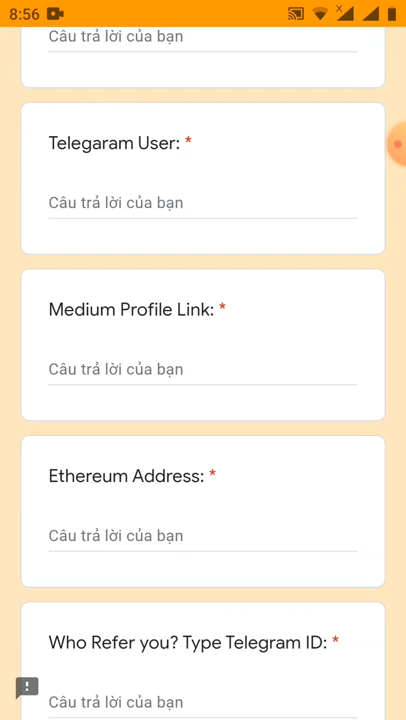 8:56
Câu trả lời của bạn
Telegaram User: *
Câu trả lời của bạn
Medium Profile Link: *
Câu trả lời của bạn
Ethereum Address: *
Câu trả lời của bạn
Who Refer you? Type Telegram ID: *
Câu trả lời của bạn